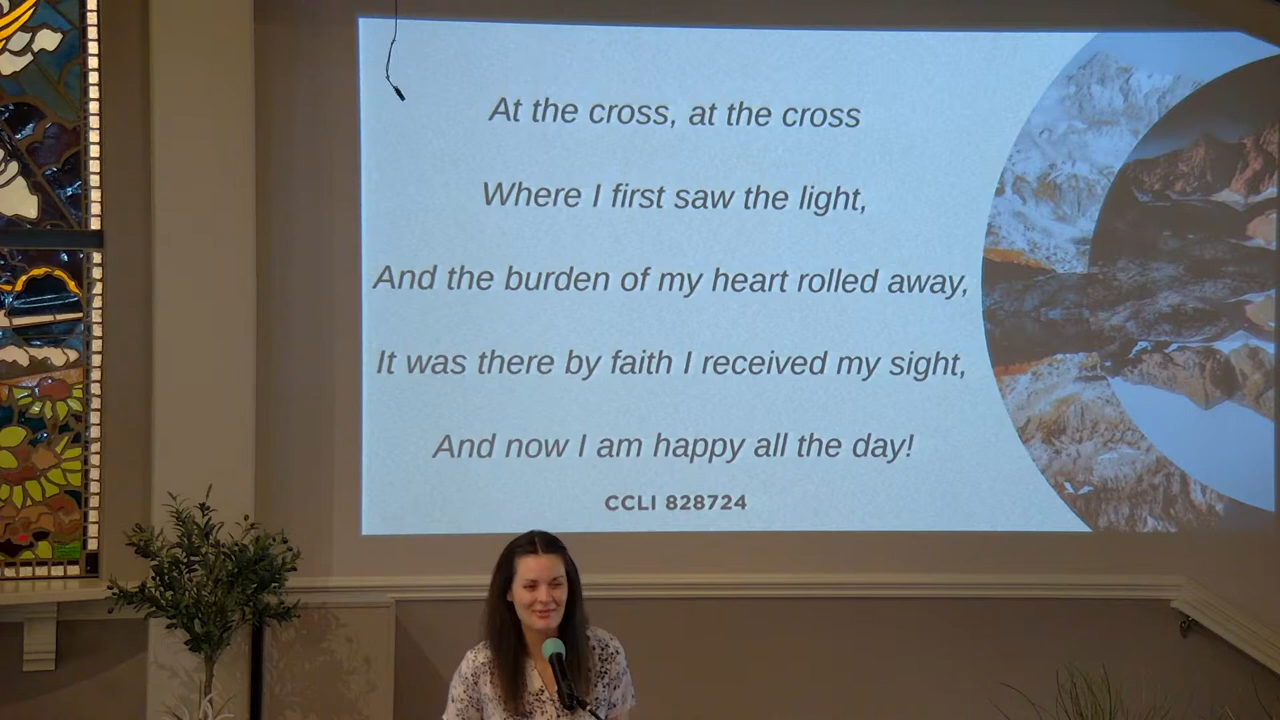 At the cross, at the cross
Where I first saw the light,
And the burden of my heart rolled away,
It was there by faith I received my sight,
And now I am happy all the day!
CCLI 828724